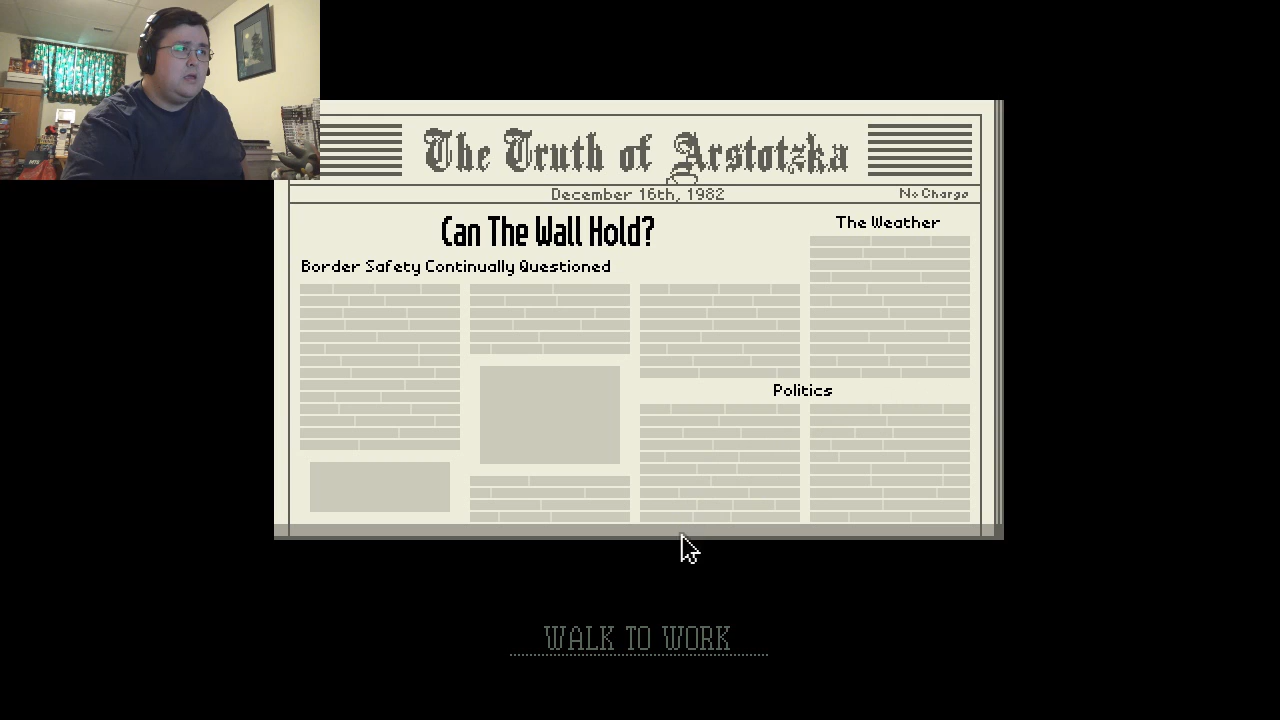 The Truth of Arstotzka
December 16th, 1982
No Charge
Can The Wall Hold?
The Weather
Border Safety Continually Questioned
Politics
WALK TO WORK